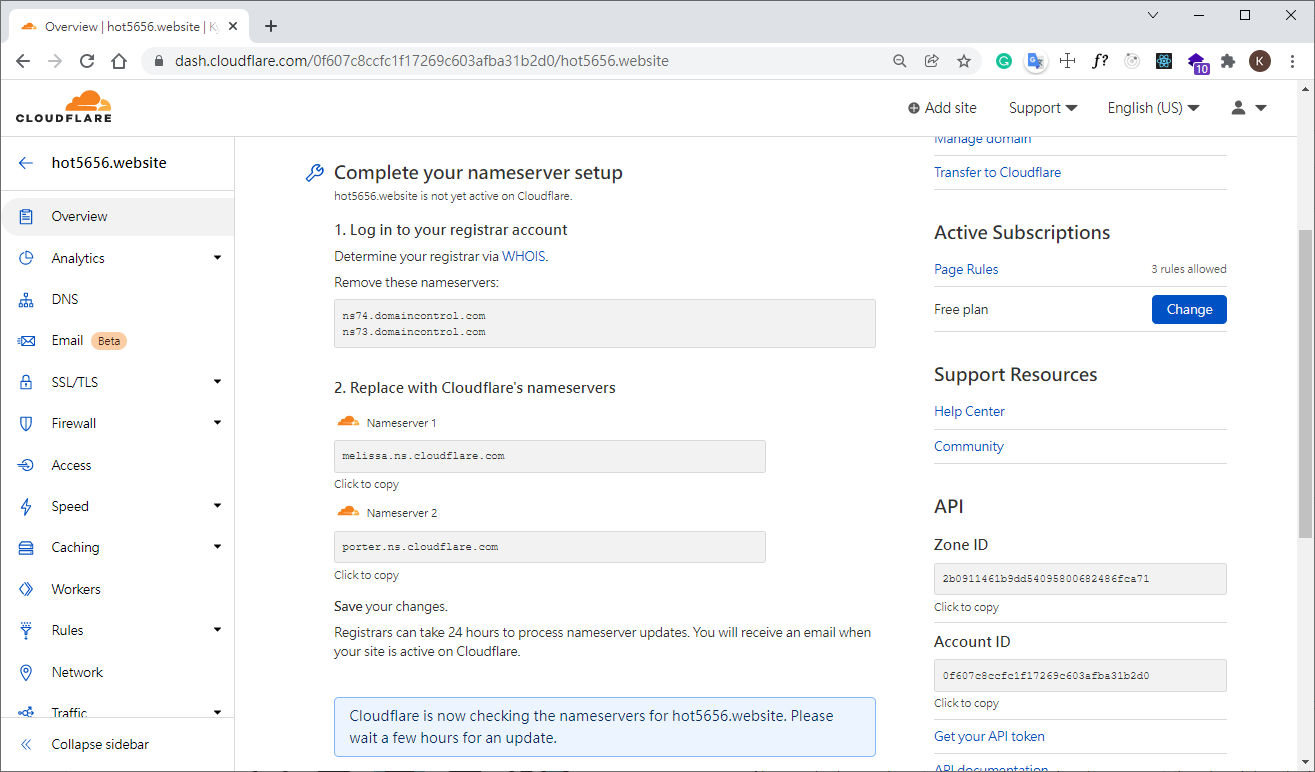 Overview | hot5656.website | Ky
dash.cloudflare.com/0f607c8ccfc1f17269c603afba31b2d0/hot5656.website
f?
10
K
CLOUDFLARE
Add site
Support
English (US)
hot5656.website
Overview
Analytics
DNS
Email Beta
SSL/TLS
Firewall
Access
Speed
Caching
Workers
Rules
Network
Traffic
Collapse sidebar
Complete your nameserver setup
hot5656.website is not yet active on Cloudflare.
1. Log in to your registrar account
Determine your registrar via WHOIS.
Remove these nameservers:
ns74.domaincontrol.com
ns73.domaincontrol.com
2. Replace with Cloudflare's nameservers
Nameserver 1
melissa.ns.cloudflare.com
Click to copy
Nameserver 2
porter.ns.cloudflare.com
Click to copy
Save your changes.
Registrars can take 24 hours to process nameserver updates. You will receive an email when
your site is active on Cloudflare.
Cloudflare is now checking the nameservers for hot5656.website. Please
wait a few hours for an update.
Manage domain
Transfer to Cloudflare
Active Subscriptions
Page Rules 3 rules allowed
Free plan Change
Support Resources
Help Center
Community
API
Zone ID
2b0911461b9dd54095800682486fca71
Click to copy
Account ID
0f607c8ccfc1f17269c603afba31b2d0
Click to copy
Get your API token
API documentation